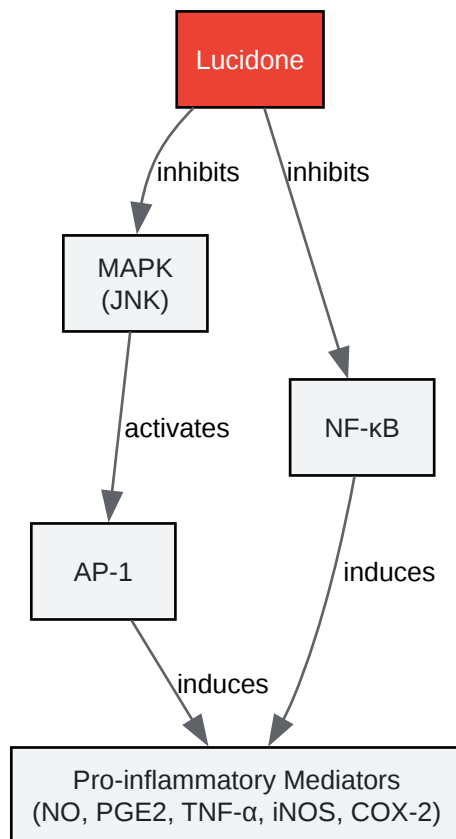 Lucidone
inhibits
inhibits
MAPK
(JNK)
activates
NF-κB
AP-1
induces
induces
Pro-inflammatory Mediators
(NO, PGE2, TNF-α, iNOS, COX-2)